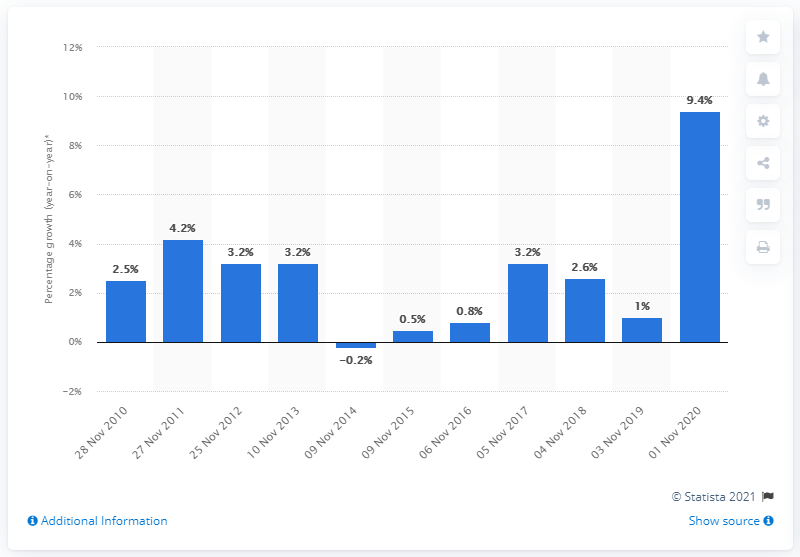 12%
10%
8%
6%
4%
2%
0%
−2%
Percentage growth (year-on-year)*
2.5%
4.2%
3.2%
3.2%
−0.2%
0.5%
0.8%
3.2%
2.6%
1%
9.4%
28 Nov 2010
27 Nov 2011
25 Nov 2012
10 Nov 2013
09 Nov 2014
09 Nov 2015
06 Nov 2016
05 Nov 2017
04 Nov 2018
03 Nov 2019
01 Nov 2020
© Statista 2021
Additional Information
Show source